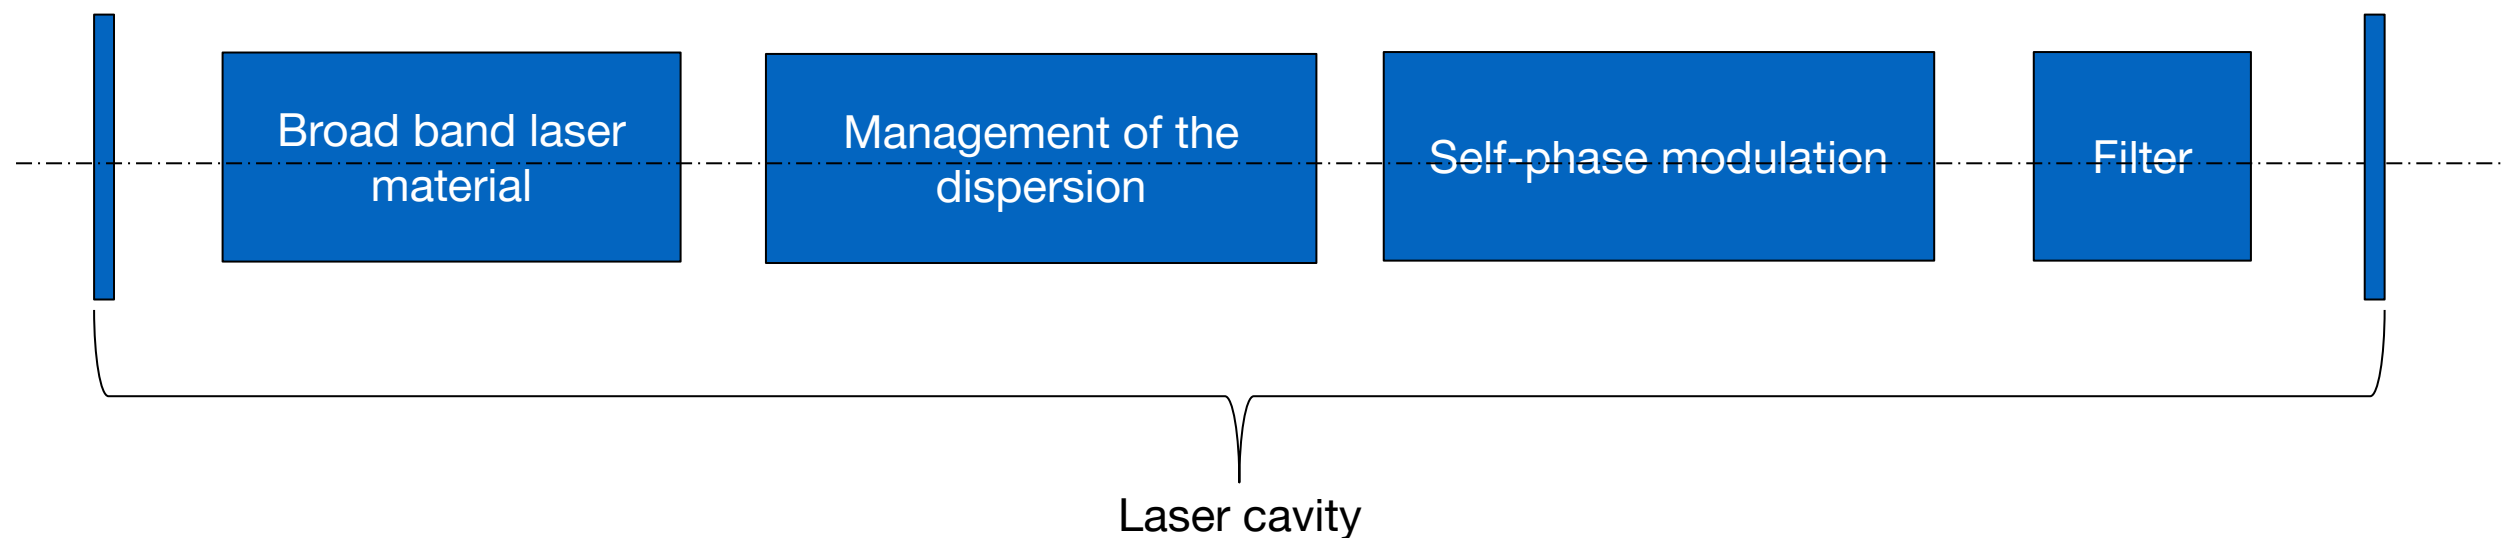 Broad band laser
material
Management of the
dispersion
Self-phase modulation
Filter
Laser cavity